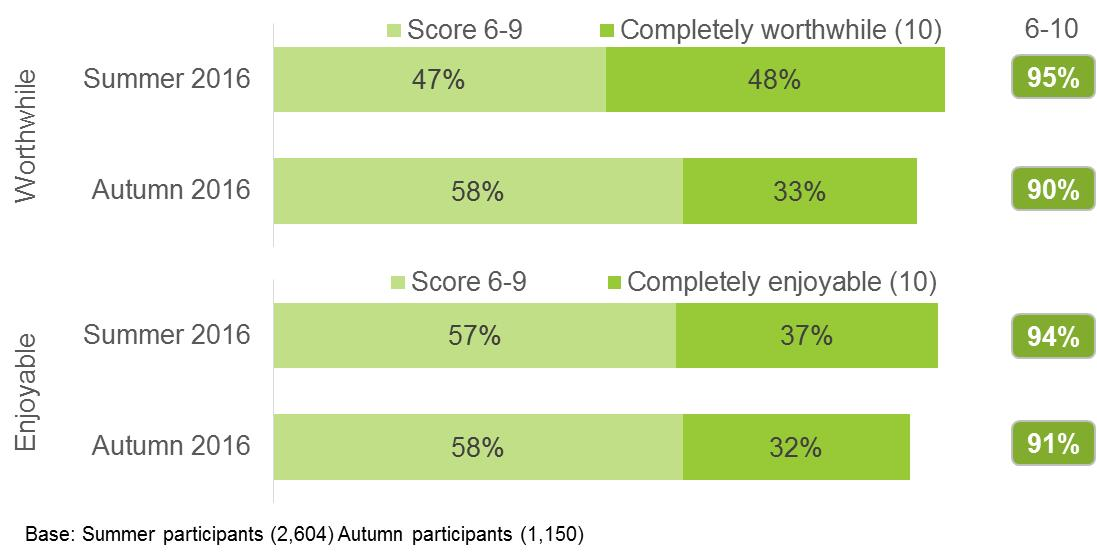 Score 6-9 Completely worthwhile (10) 6-10
Worthwhile
Summer 2016 47% 48% 95%
Autumn 2016 58% 33% 90%
Score 6-9 Completely enjoyable (10)
Enjoyable
Summer 2016 57% 37% 94%
Autumn 2016 58% 32% 91%
Base: Summer participants (2,604) Autumn participants (1,150)